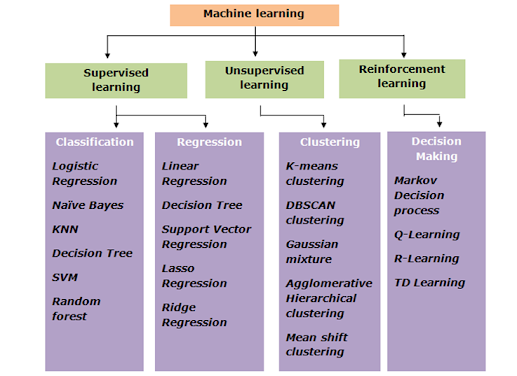 Machine learning
Supervised
learning
Unsupervised
learning
Reinforcement
learning
Classification
Logistic
Regression
Naïve Bayes
KNN
Decision Tree
SVM
Random
forest
Regression
Linear
Regression
Decision Tree
Support Vector
Regression
Lasso
Regression
Ridge
Regression
Clustering
K-means
clustering
DBSCAN
clustering
Gaussian
mixture
Agglomerative
Hierarchical
clustering
Mean shift
clustering
Decision
Making
Markov
Decision
process
Q-Learning
R-Learning
TD Learning